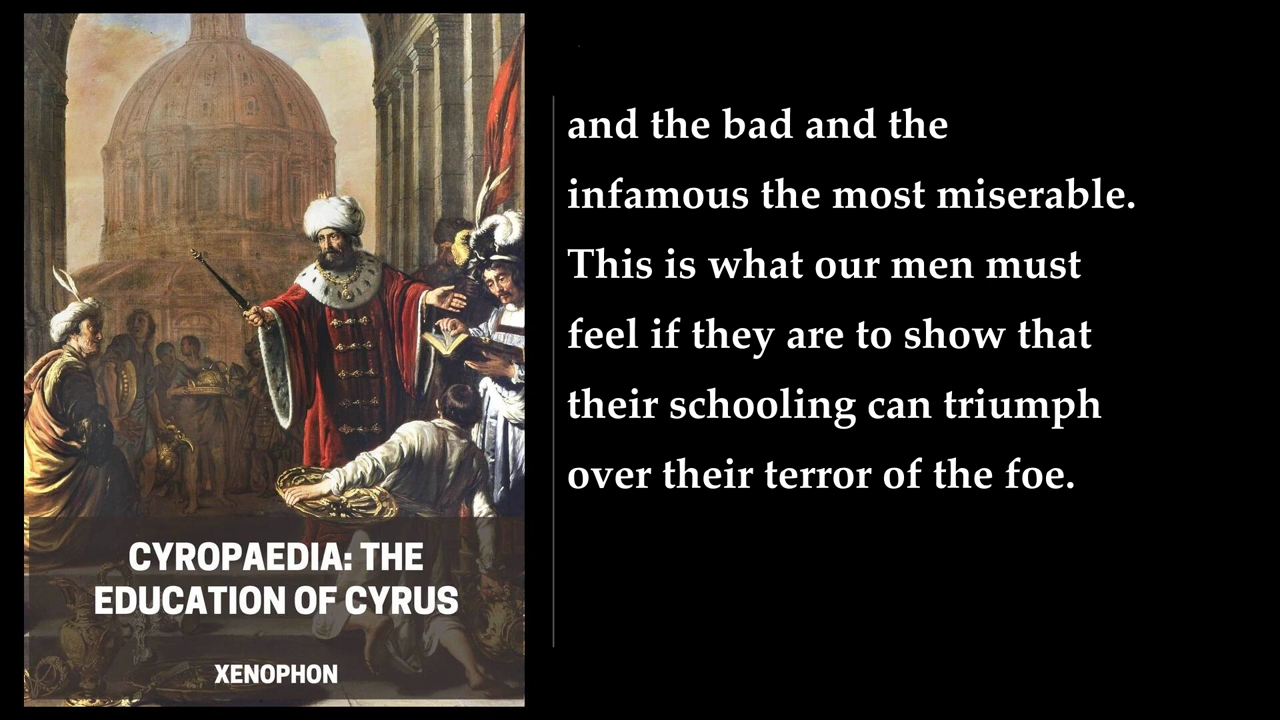 CYROPAEDIA: THE
EDUCATION OF CYRUS
XENOPHON
and the bad and the
infamous the most miserable.
This is what our men must
feel if they are to show that
their schooling can triumph
over their terror of the foe.